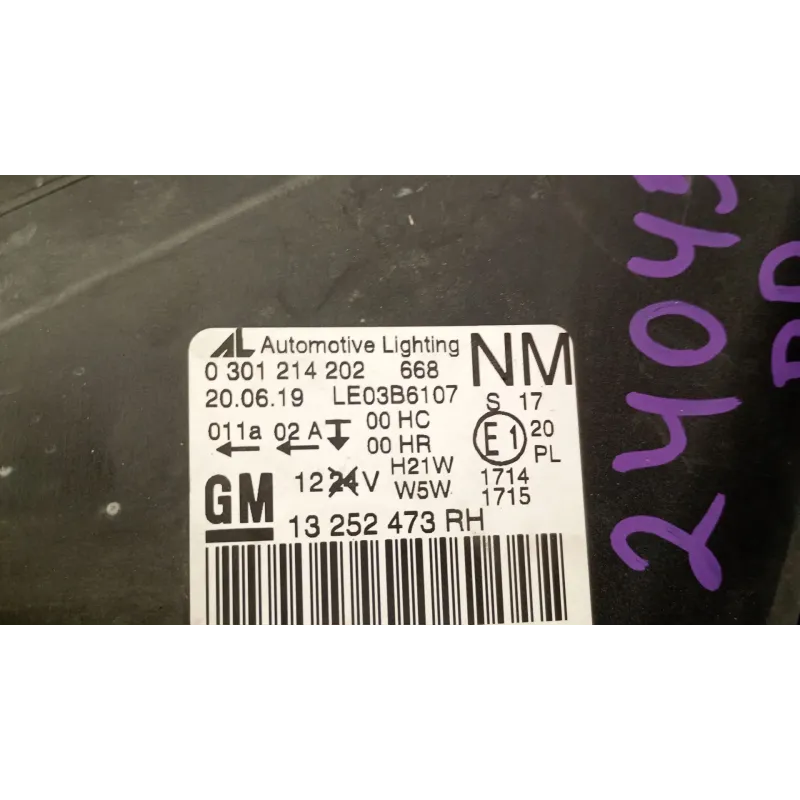 AL Automotive Lighting
NM
0 301 214 202 668
20.06.19 LE03B6107
S 17
011a 02 A
00 HC
00 HR
E1
20
PL
GM
12 24 V
H21W
W5W
1714
1715
13 252 473 RH
2404